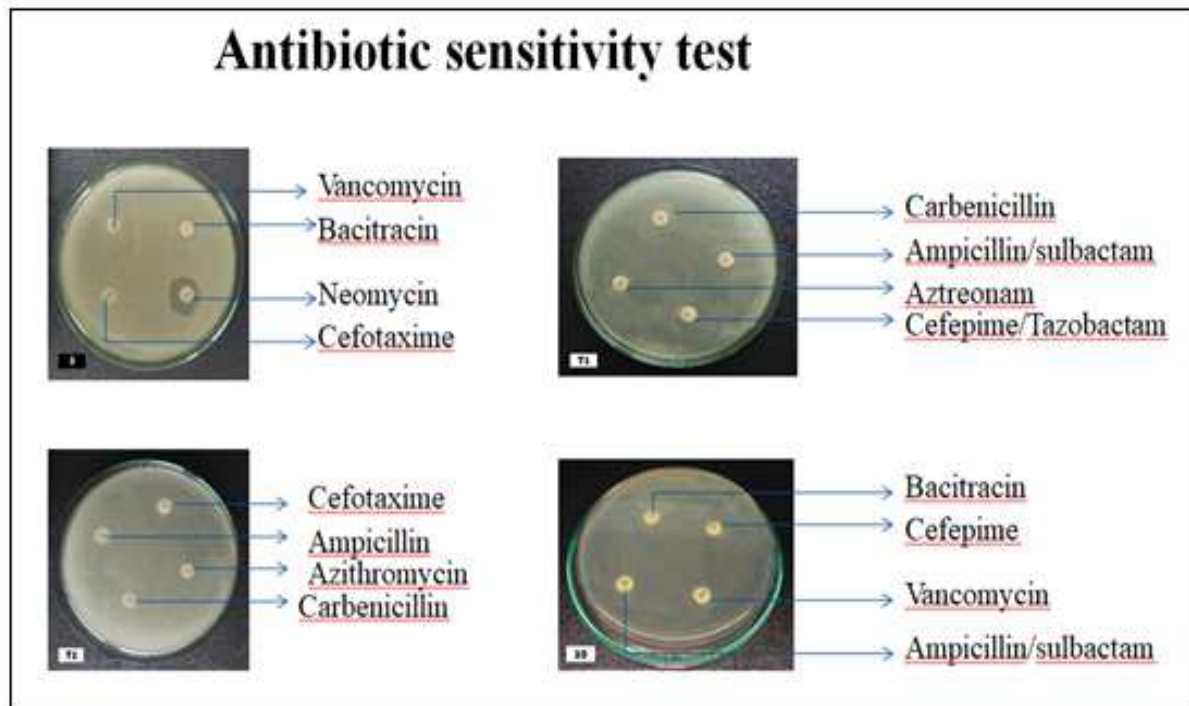 Antibiotic sensitivity test
Vancomycin
Bacitracin
Neomycin
Cefotaxime
Carbenicillin
Ampicillin/sulbactam
Aztreonam
Cefepime/Tazobactam
T1
Cefotaxime
Ampicillin
Azithromycin
Carbenicillin
Bacitracin
Cefepime
Vancomycin
Ampicillin/sulbactam